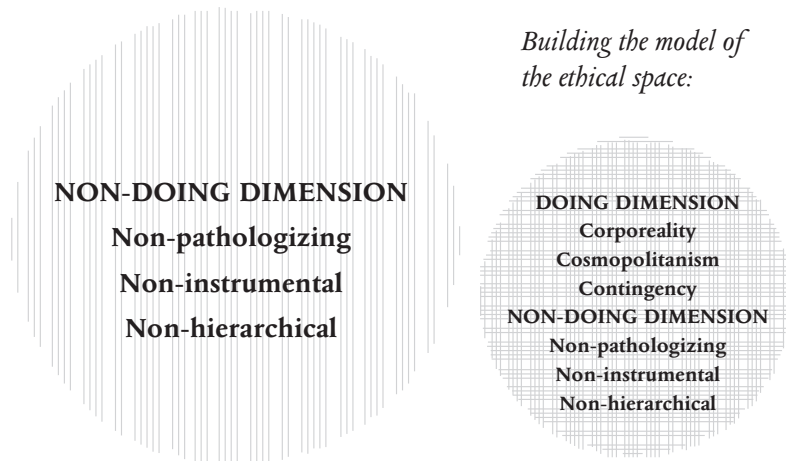 Building the model of
the ethical space:
NON-DOING DIMENSION
Non-pathologizing
Non-instrumental
Non-hierarchical
DOING DIMENSION
Corporeality
Cosmopolitanism
Contingency
NON-DOING DIMENSION
Non-pathologizing
Non-instrumental
Non-hierarchical